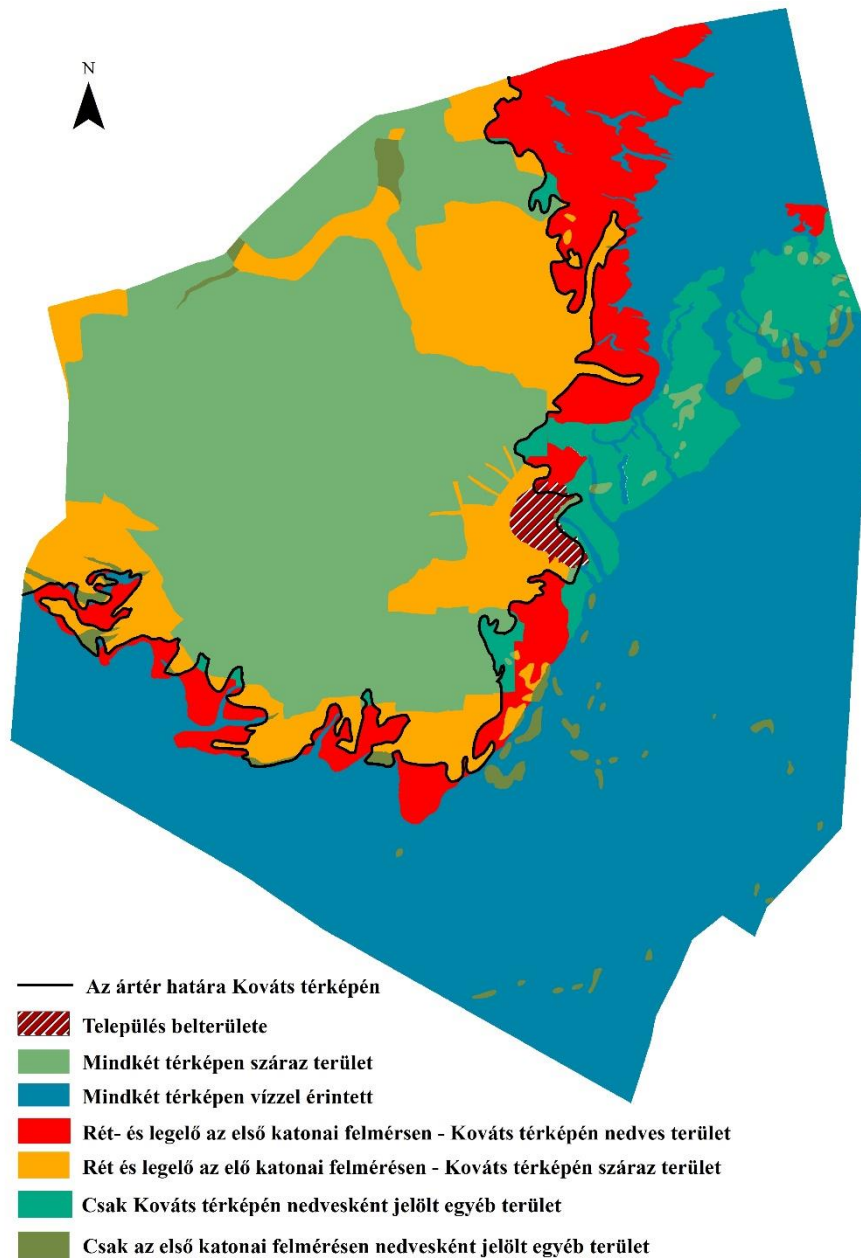 N
Az ártér határa Kováts térképén
Település belterülete
Mindkét térképen száraz terület
Mindkét térképen vízzel érintett
Rét- és legelő az első katonai felmérsen - Kováts térképén nedves terület
Rét és legelő az elő katonai felmérésen - Kováts térképén száraz terület
Csak Kováts térképén nedvesként jelölt egyéb terület
Csak az első katonai felmérésen nedvesként jelölt egyéb terület